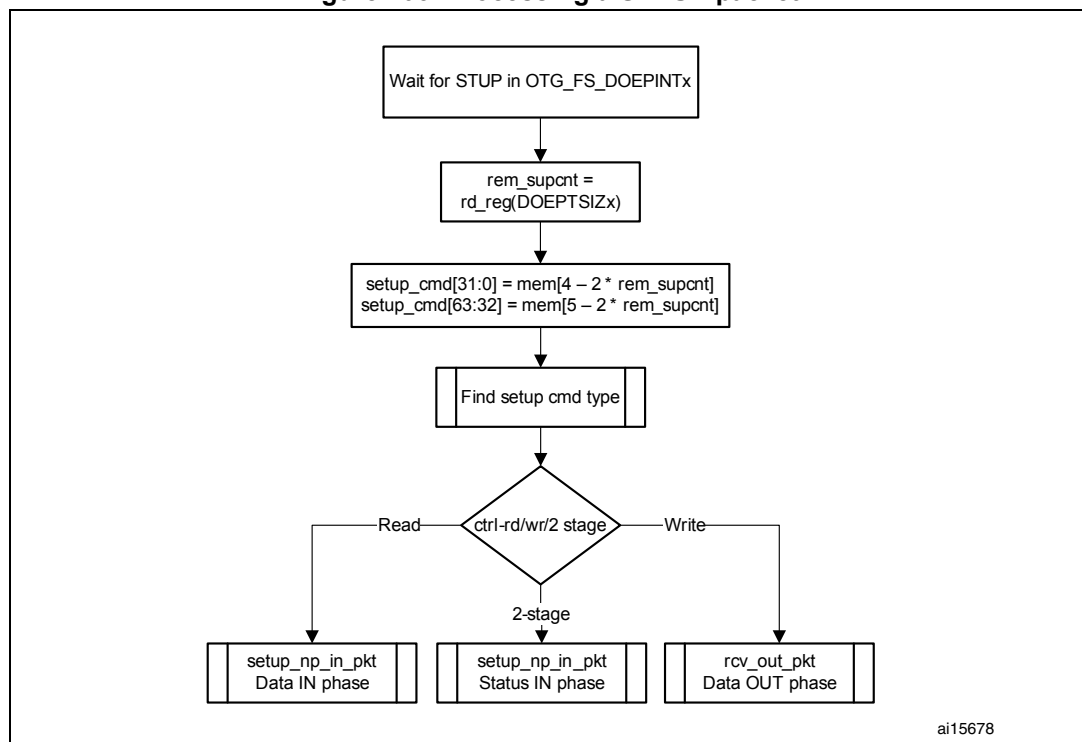 Wait for STUP in OTG_FS_DOEPINTx
rem_supcnt =
rd_reg(DOEPTSIZx)
setup_cmd[31:0] = mem[4 – 2 * rem_supcnt]
setup_cmd[63:32] = mem[5 – 2 * rem_supcnt]
Find setup cmd type
Read
ctrl-rd/wr/2 stage
Write
2-stage
setup_np_in_pkt
Data IN phase
setup_np_in_pkt
Status IN phase
rcv_out_pkt
Data OUT phase
ai15678